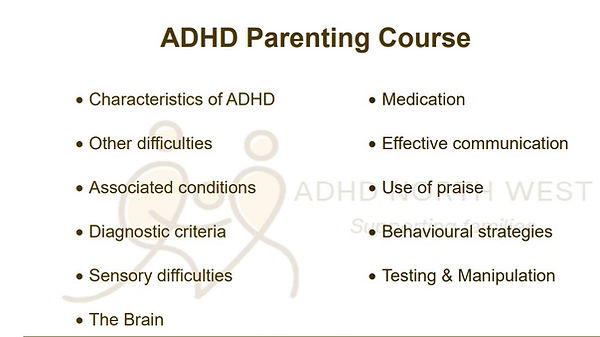 ADHD Parenting Course
• Characteristics of ADHD
• Other difficulties
• Associated conditions
• Diagnostic criteria
• Sensory difficulties
• The Brain
• Medication
• Effective communication
• Use of praise
• Behavioural strategies
• Testing & Manipulation
ADHD NORTH WEST
Supporting families